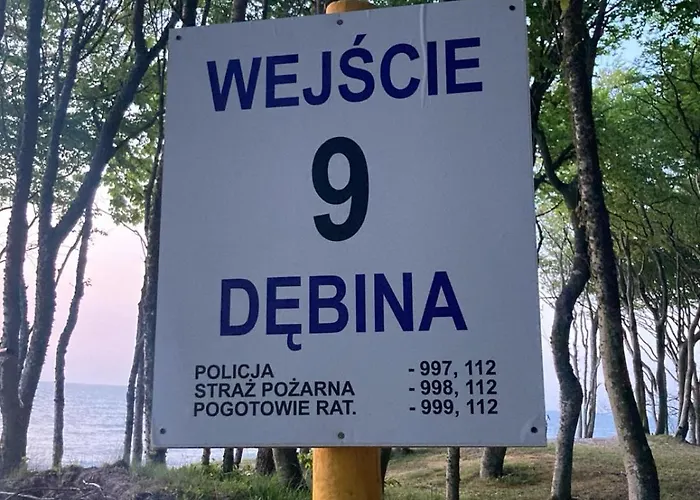 WEJŚCIE
9
DĘBINA
POLICJA - 997, 112
STRAŻ POŻARNA - 998, 112
POGOTOWIE RAT. - 999, 112